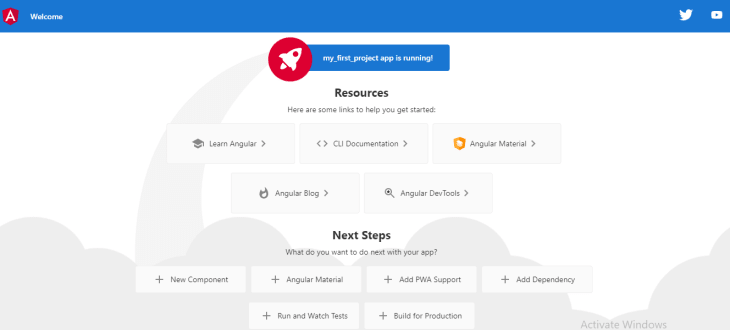 Welcome
my_first_project app is running!
Resources
Here are some links to help you get started:
Learn Angular
CLI Documentation
Angular Material
Angular Blog
Angular DevTools
Next Steps
What do you want to do next with your app?
New Component
Angular Material
Add PWA Support
Add Dependency
Run and Watch Tests
Build for Production
Activate Windows